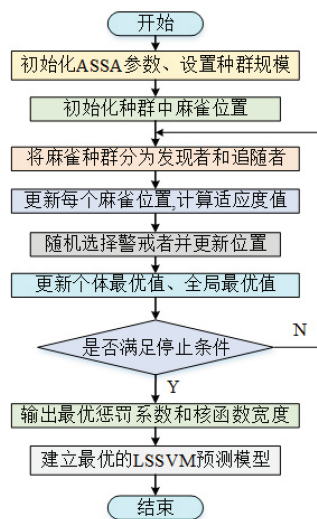 开始
初始化ASSA参数、设置种群规模
初始化种群中麻雀位置
将麻雀种群分为发现者和追随者
更新每个麻雀位置,计算适应度值
随机选择警戒者并更新位置
更新个体最优值、全局最优值
是否满足停止条件
N
Y
输出最优惩罚系数和核函数宽度
建立最优的LSSVM预测模型
结束